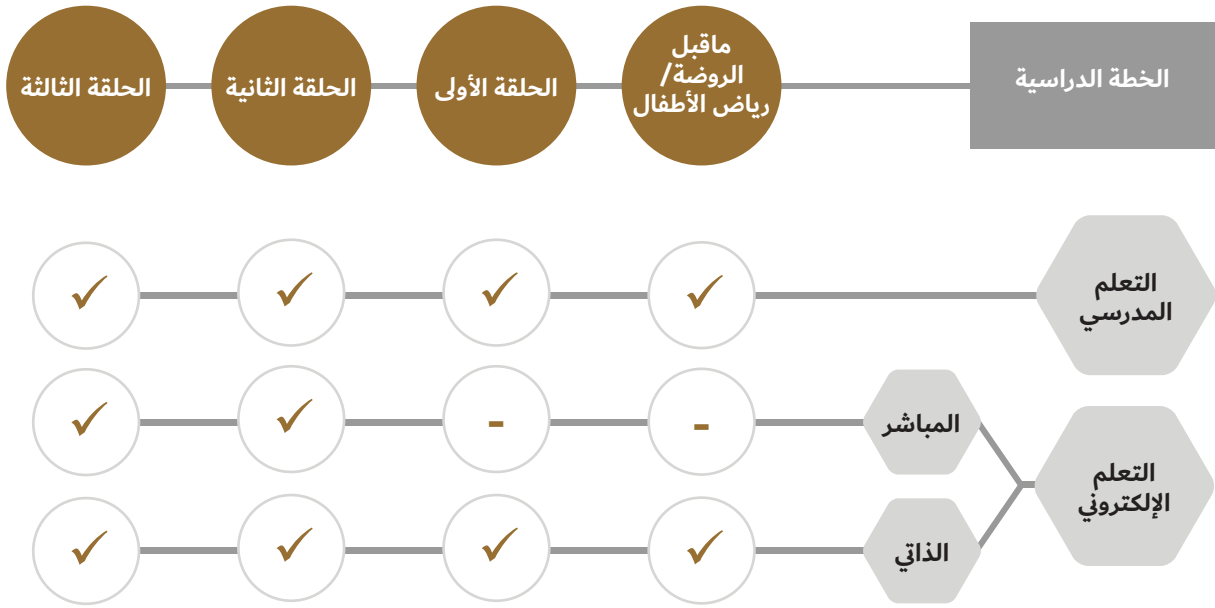 الخطة الدراسية
ماقبل
الروضة/
رياض الأطفال
الحلقة الأولى
الحلقة الثانية
الحلقة الثالثة
التعلم
المدرسي
✓ ✓ ✓ ✓
التعلم
الإلكتروني
المباشر
- - ✓ ✓
الذاتي
✓ ✓ ✓ ✓